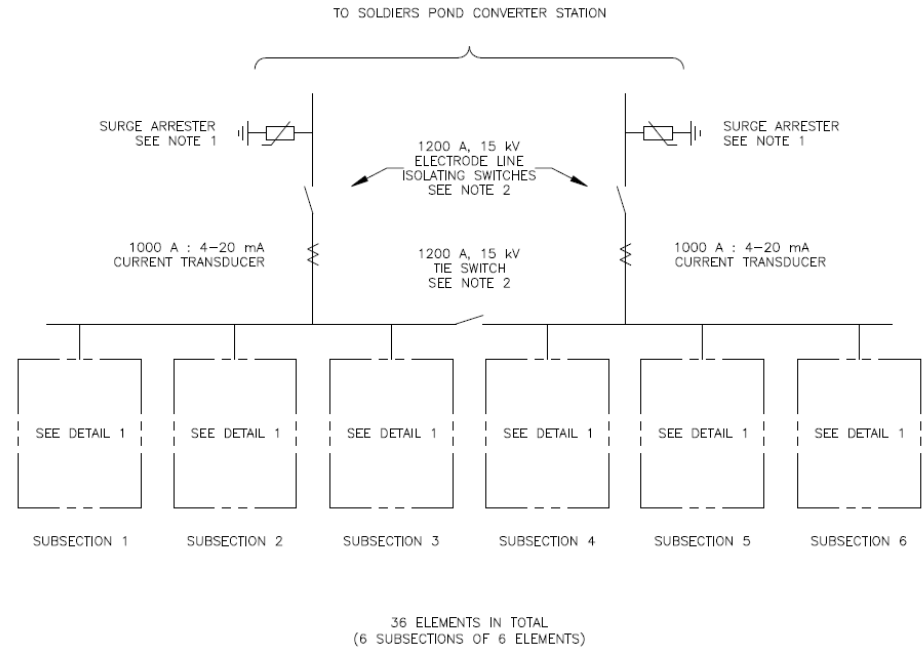 TO SOLDIERS POND CONVERTER STATION
SURGE ARRESTER
SEE NOTE 1
1200 A, 15 kV
ELECTRODE LINE
ISOLATING SWITCHES
SEE NOTE 2
SURGE ARRESTER
SEE NOTE 1
1000 A : 4-20 mA
CURRENT TRANSDUCER
1200 A, 15 kV
TIE SWITCH
SEE NOTE 2
1000 A : 4-20 mA
CURRENT TRANSDUCER
SEE DETAIL 1
SEE DETAIL 1
SEE DETAIL 1
SEE DETAIL 1
SEE DETAIL 1
SEE DETAIL 1
SUBSECTION 1
SUBSECTION 2
SUBSECTION 3
SUBSECTION 4
SUBSECTION 5
SUBSECTION 6
36 ELEMENTS IN TOTAL
(6 SUBSECTIONS OF 6 ELEMENTS)